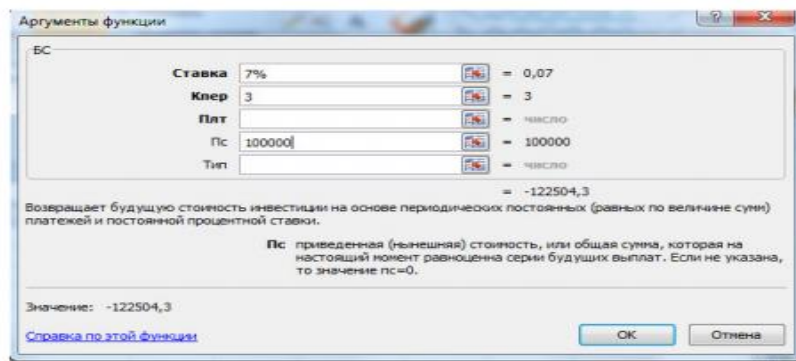 Аргументы функции
БС
Ставка 7% = 0,07
Кпер 3 = 3
Плт = число
Пс 100000 = 100000
Тип = число
= -122504,3
Возвращает будущую стоимость инвестиции на основе периодических постоянных (равных по величине сумм)
платежей и постоянной процентной ставки.
Пс приведенная (нынешняя) стоимость, или общая сумма, которая на
настоящий момент равноценна серии будущих выплат. Если не указана,
то значение пс=0.
Значение: -122504,3
Справка по этой функции
ОК
Отмена